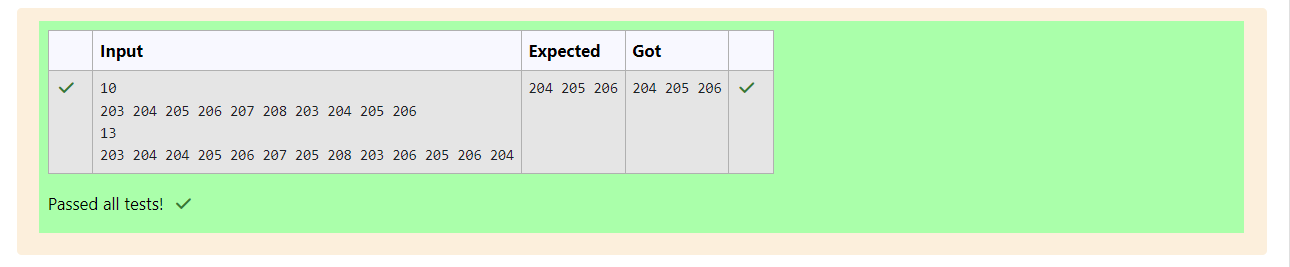 Input Expected Got
10 204 205 206 204 205 206
203 204 205 206 207 208 203 204 205 206
13
203 204 204 205 206 207 205 208 203 206 205 206 204
Passed all tests!